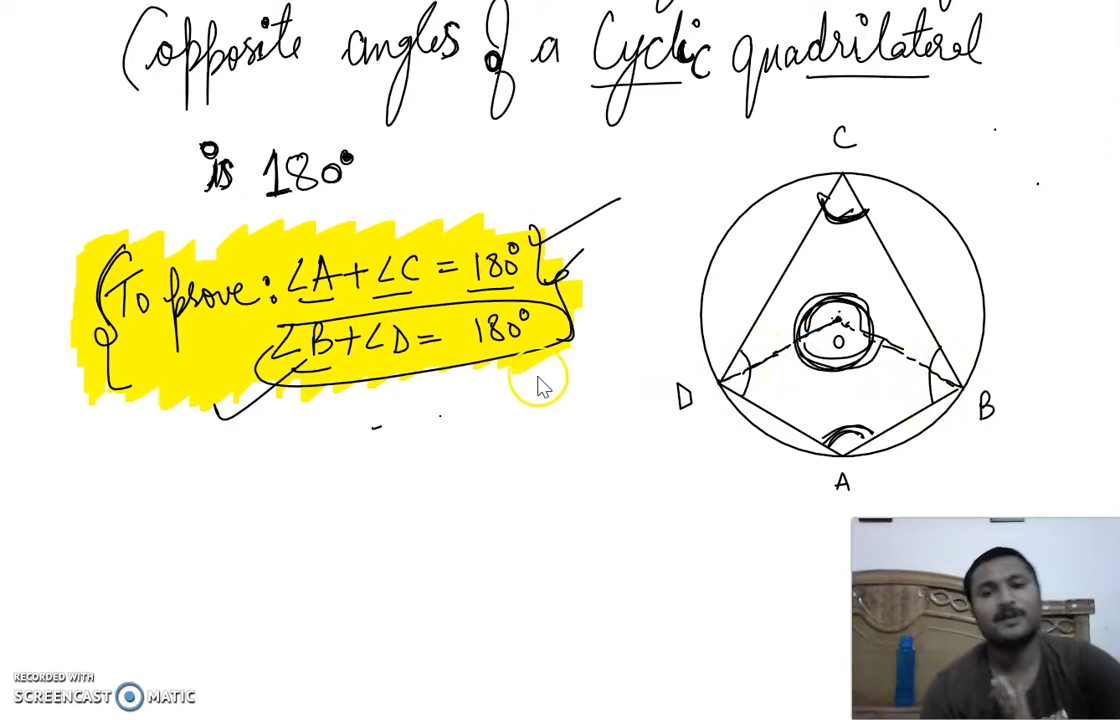 (opposite angles of a cyclic quadrilateral
is 180°
To prove: ∠A + ∠C = 180°
∠B + ∠D = 180°
C
O
D
B
A
RECORDED WITH
SCREENCAST MATIC